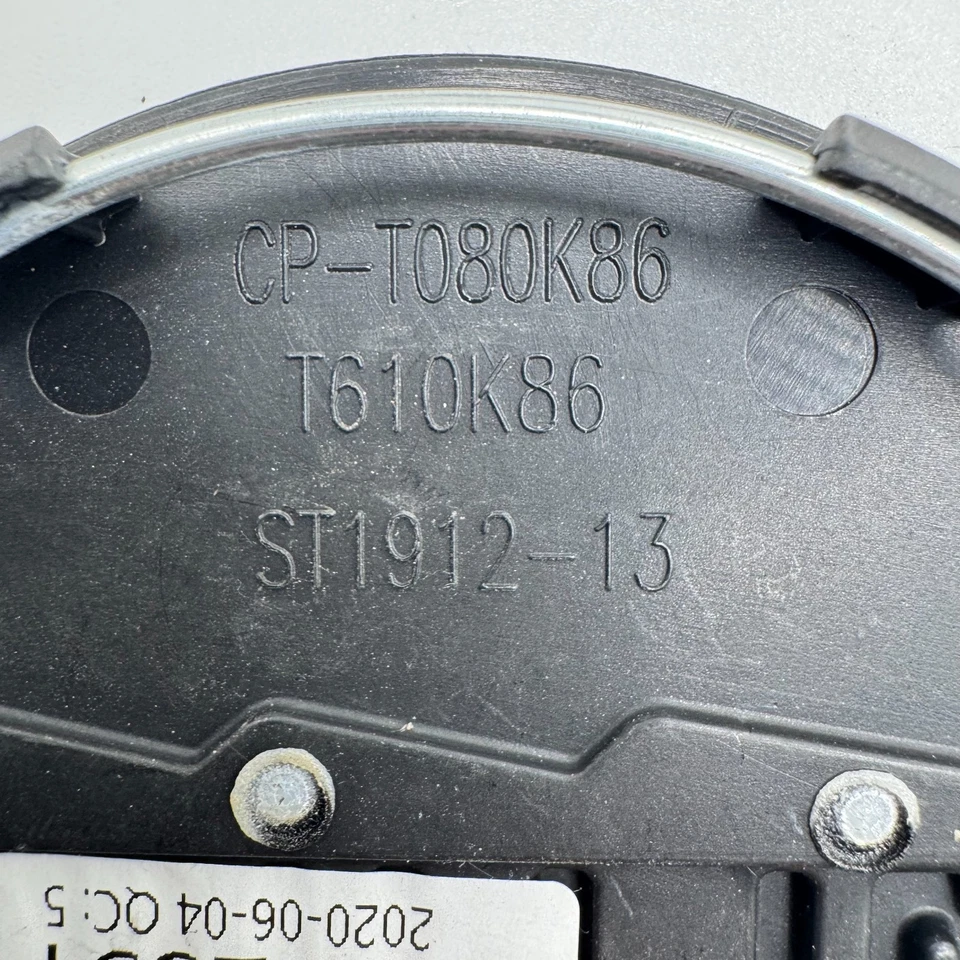 CP-T080K86
T610K86
ST1912-13
2020-06-04 QC: 5